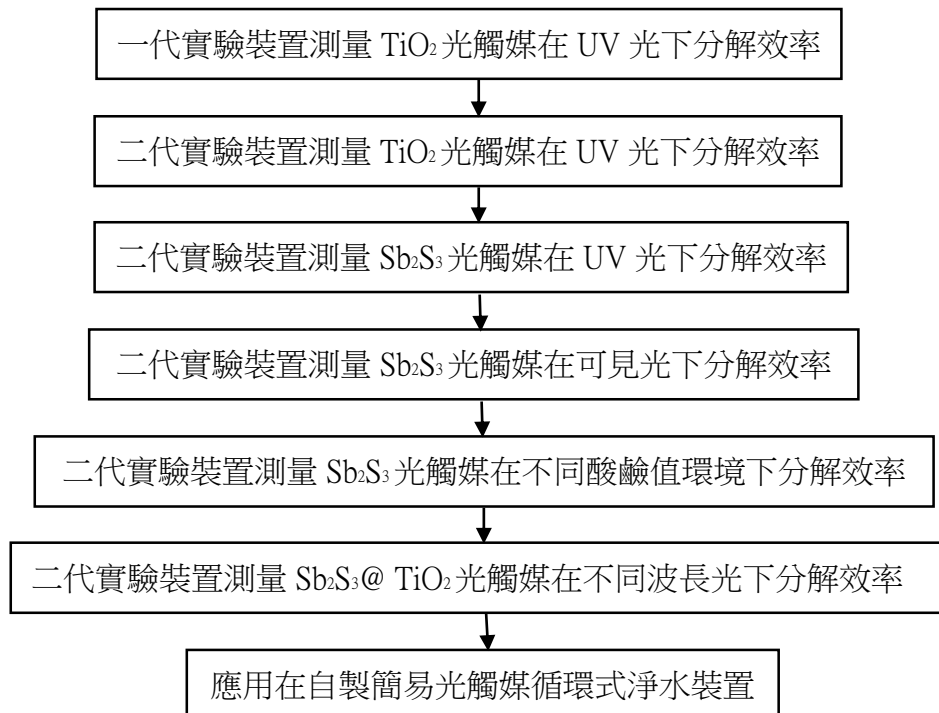 一代實驗裝置測量 TiO₂ 光觸媒在 UV 光下分解效率
二代實驗裝置測量 TiO₂ 光觸媒在 UV 光下分解效率
二代實驗裝置測量 Sb₂S₃ 光觸媒在 UV 光下分解效率
二代實驗裝置測量 Sb₂S₃ 光觸媒在可見光下分解效率
二代實驗裝置測量 Sb₂S₃ 光觸媒在不同酸鹼值環境下分解效率
二代實驗裝置測量 Sb₂S₃@ TiO₂ 光觸媒在不同波長光下分解效率
應用在自製簡易光觸媒循環式淨水裝置